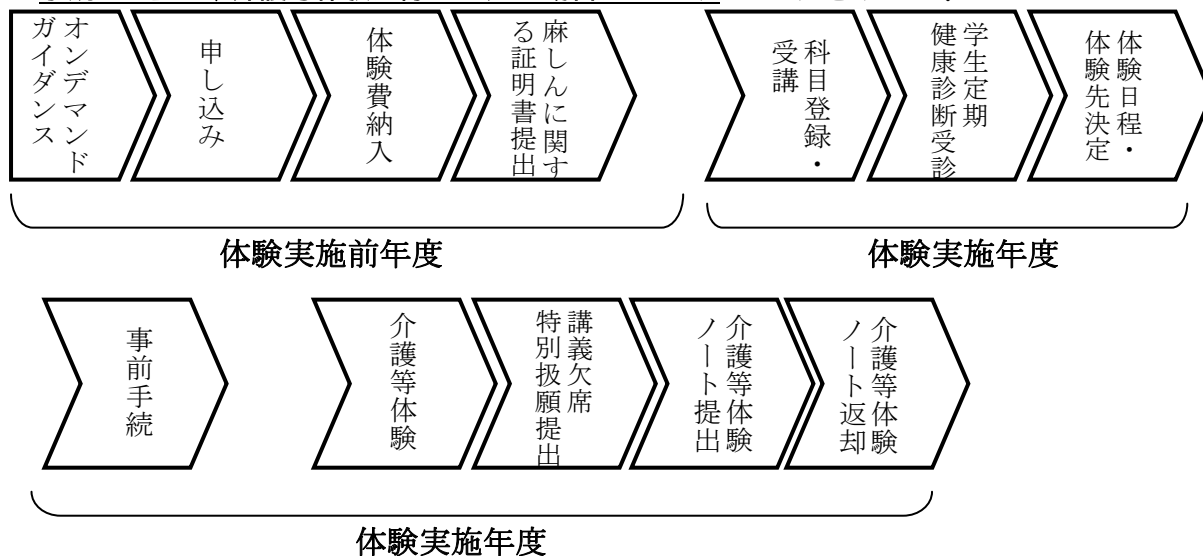 オンデマンド
ガイダンス
申し込み
体験費納入
麻しんに関す
る証明書提出
科目登録・
受講
学生定期
健康診断受診
体験日程・
体験先決定
体験実施前年度
体験実施年度
事前手続
介護等体験
講義欠席
特別扱願提出
介護等体験
ノート提出
介護等体験
ノート返却
体験実施年度